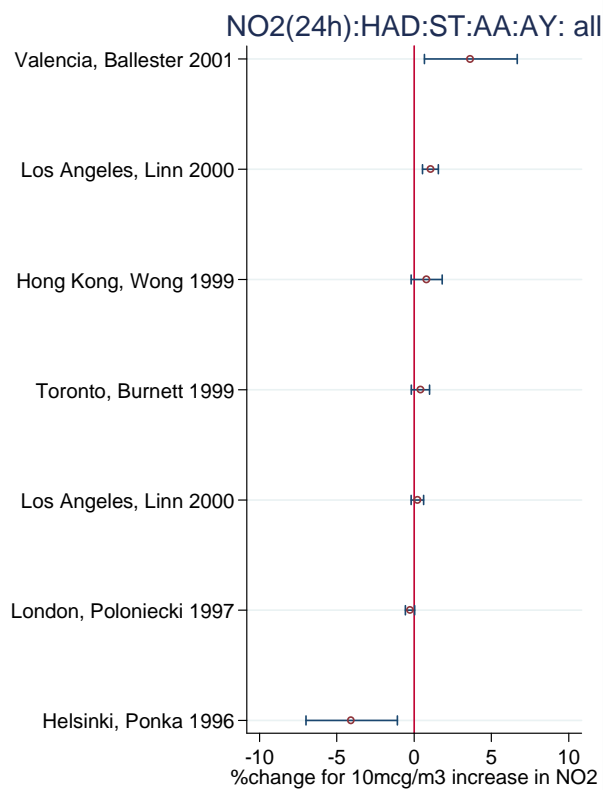 NO2(24h):HAD:ST:AA:AY: all
Valencia, Ballester 2001
Los Angeles, Linn 2000
Hong Kong, Wong 1999
Toronto, Burnett 1999
Los Angeles, Linn 2000
London, Poloniecki 1997
Helsinki, Ponka 1996
-10 -5 0 5 10
%change for 10mcg/m3 increase in NO2